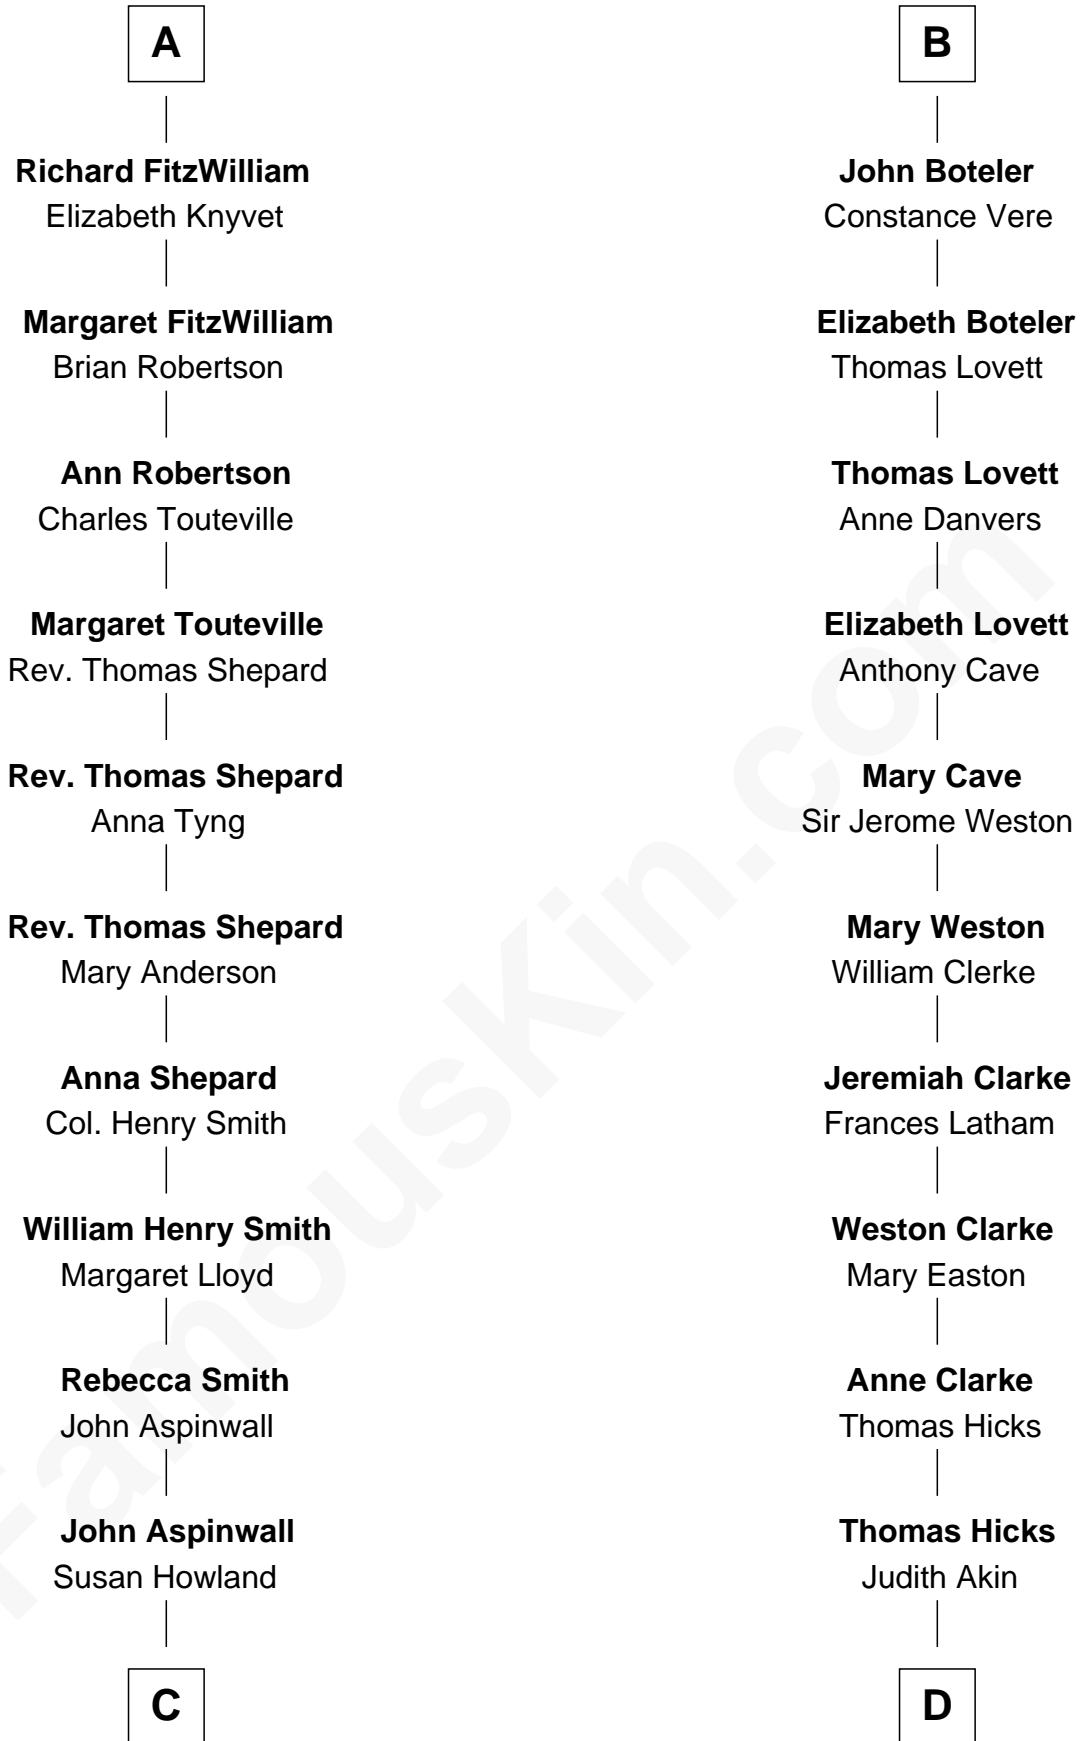 A
Richard FitzWilliam
Elizabeth Knyvet
Margaret FitzWilliam
Brian Robertson
Ann Robertson
Charles Touteville
Margaret Touteville
Rev. Thomas Shepard
Rev. Thomas Shepard
Anna Tyng
Rev. Thomas Shepard
Mary Anderson
Anna Shepard
Col. Henry Smith
William Henry Smith
Margaret Lloyd
Rebecca Smith
John Aspinwall
John Aspinwall
Susan Howland
C
B
John Boteler
Constance Vere
Elizabeth Boteler
Thomas Lovett
Thomas Lovett
Anne Danvers
Elizabeth Lovett
Anthony Cave
Mary Cave
Sir Jerome Weston
Mary Weston
William Clerke
Jeremiah Clarke
Frances Latham
Weston Clarke
Mary Easton
Anne Clarke
Thomas Hicks
Thomas Hicks
Judith Akin
D
FamousKin.com